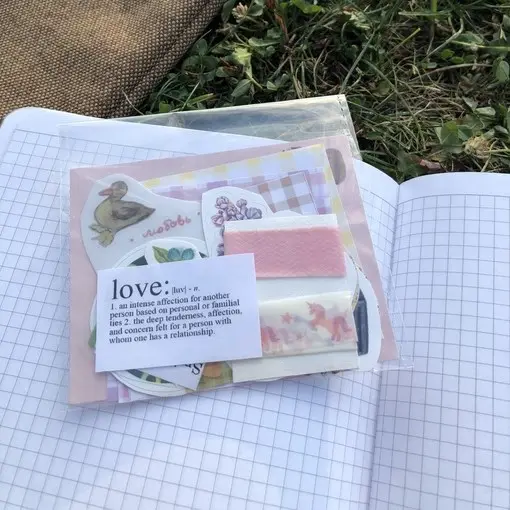 любовь
love: |luv| - n.
1. an intense affection for another
person based on personal or familial
ties 2. the deep tenderness, affection,
and concern felt for a person with
whom one has a relationship.